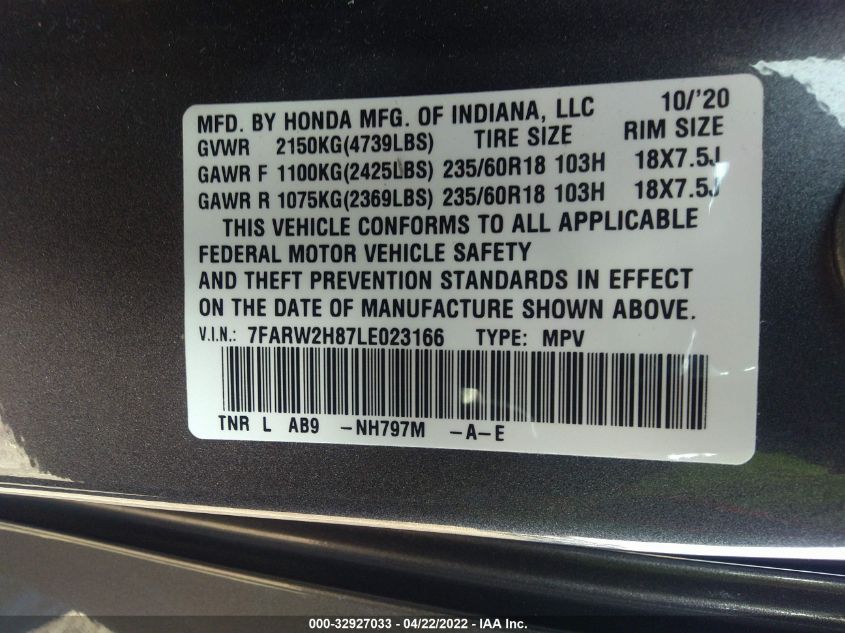 MFD. BY HONDA MFG. OF INDIANA, LLC 10/'20
GVWR 2150KG(4739LBS) TIRE SIZE RIM SIZE
GAWR F 1100KG(2425LBS) 235/60R18 103H 18X7.5J
GAWR R 1075KG(2369LBS) 235/60R18 103H 18X7.5J
THIS VEHICLE CONFORMS TO ALL APPLICABLE
FEDERAL MOTOR VEHICLE SAFETY
AND THEFT PREVENTION STANDARDS IN EFFECT
ON THE DATE OF MANUFACTURE SHOWN ABOVE.
V.I.N.: 7FARW2H87LE023166 TYPE: MPV
TNR L AB9 -NH797M -A-E
000-32927033 - 04/22/2022 - IAA Inc.